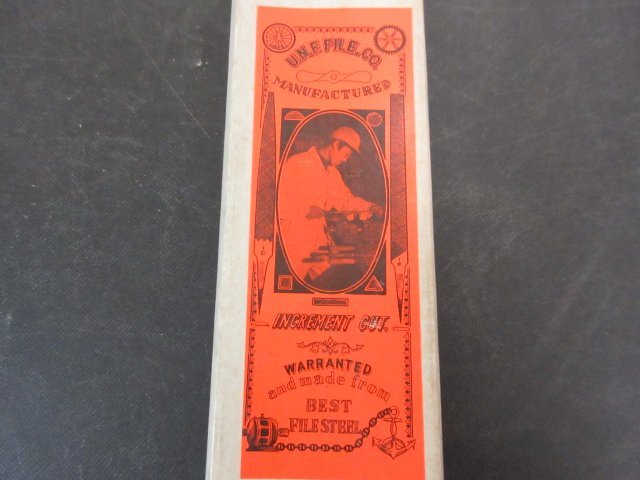 U.N.F. FILE. CO.
MANUFACTURED
INCREMENT CUT.
WARRANTED
and made from
BEST
FILE STEEL